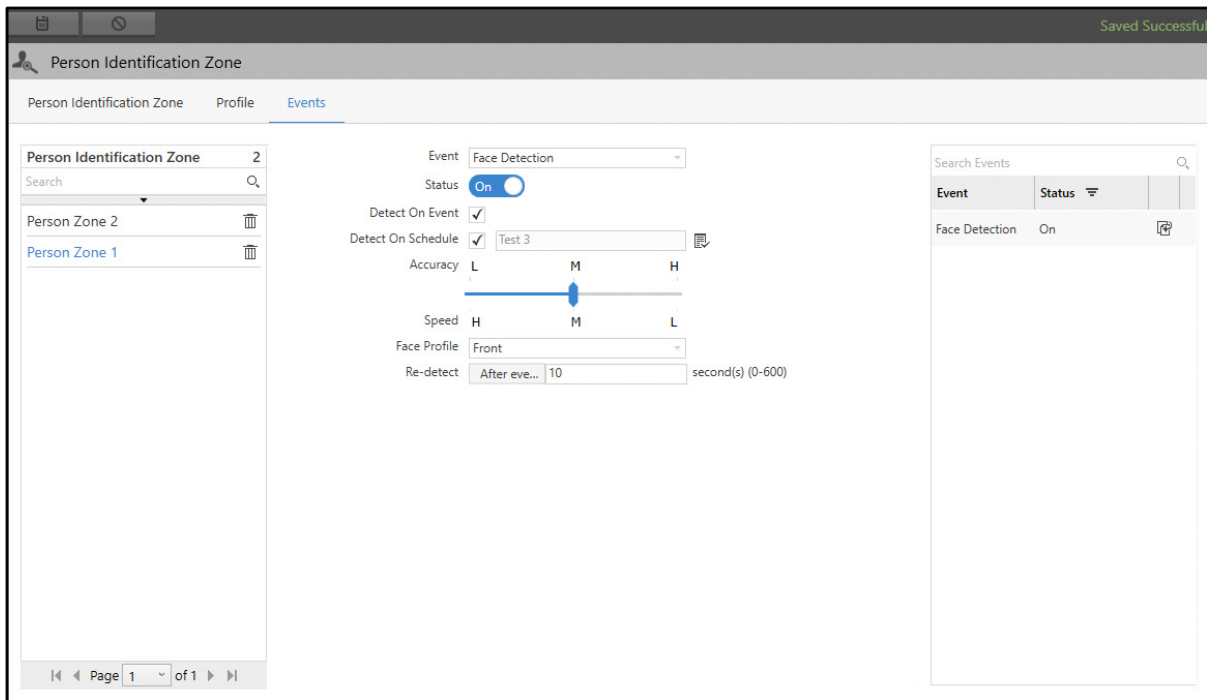 Saved Successful
Person Identification Zone
Person Identification Zone Profile Events
Person Identification Zone 2
Search
Person Zone 2
Person Zone 1
Page 1 of 1
Event Face Detection
Status On
Detect On Event
Detect On Schedule Test 3
Accuracy L M H
Speed H M L
Face Profile Front
Re-detect After eve... 10 second(s) (0-600)
Search Events
Event Status
Face Detection On